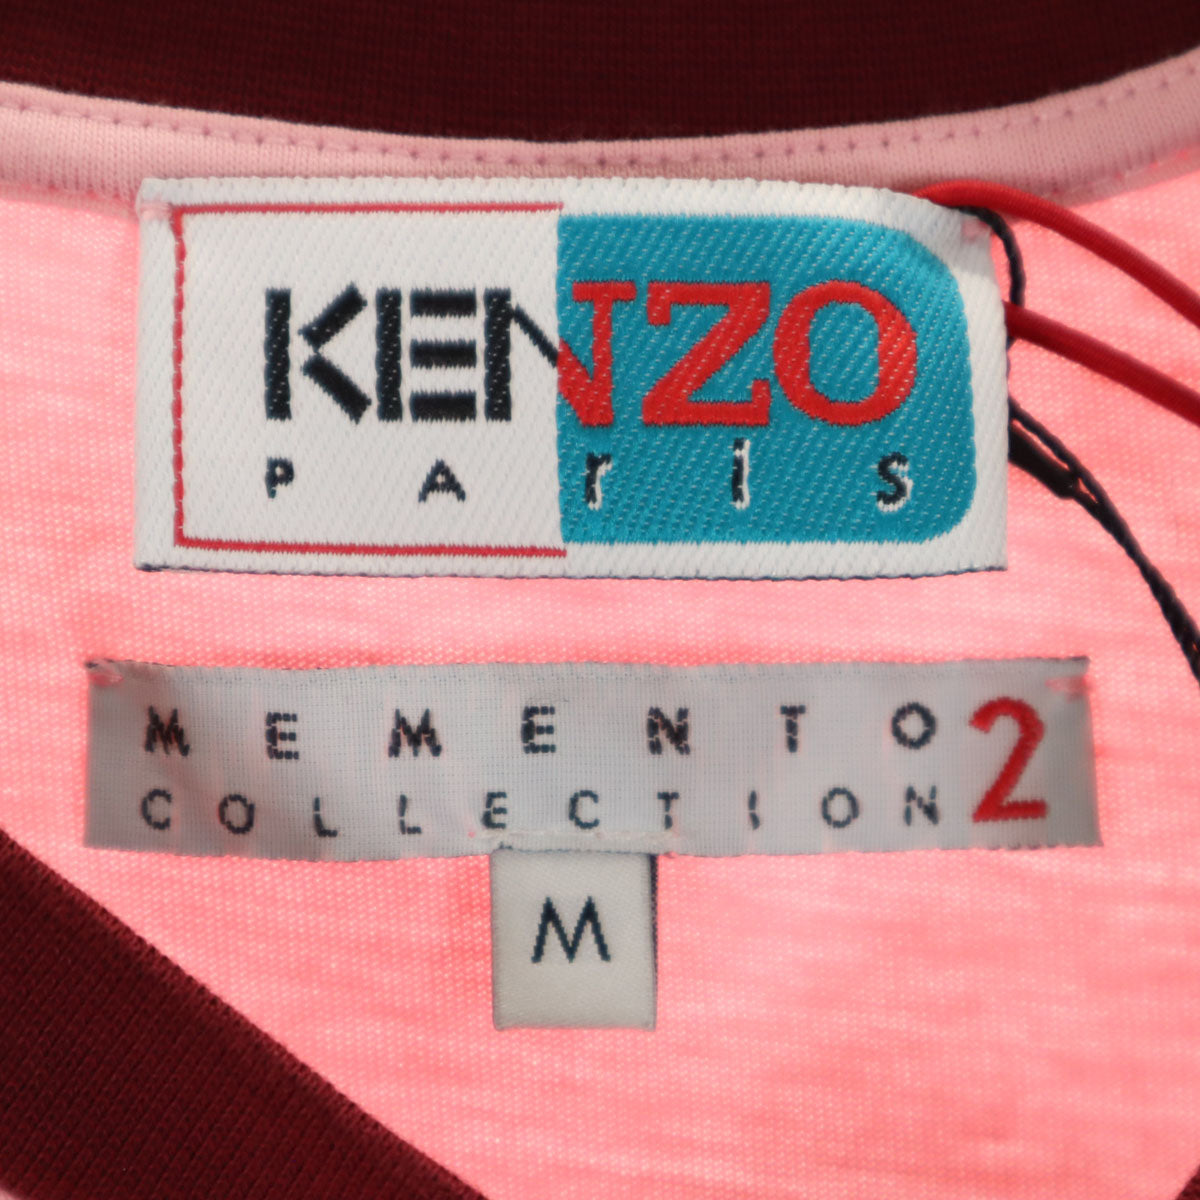 KENZO
PAris
MEMENTO 2
COLLECTION
M